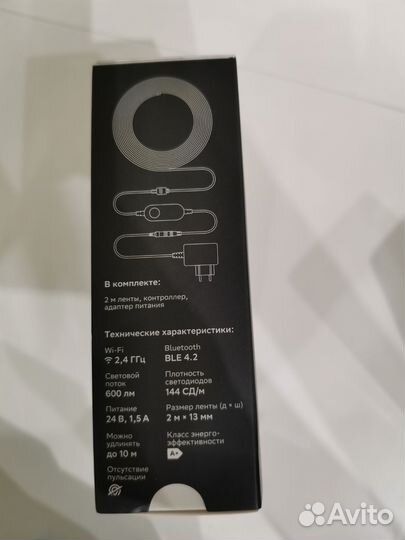 В комплекте:
2 м ленты, контроллер,
адаптер питания
Технические характеристики:
Wi-Fi
2,4 ГГц
Bluetooth
BLE 4.2
Световой
поток
600 лм
Плотность
светодиодов
144 СД/м
Питание
24 В, 1,5 А
Размер ленты (д × ш)
2 м × 13 мм
Можно
удлинять
до 10 м
Класс энерго-
эффективности
A+
Отсутствие
пульсации
Avito